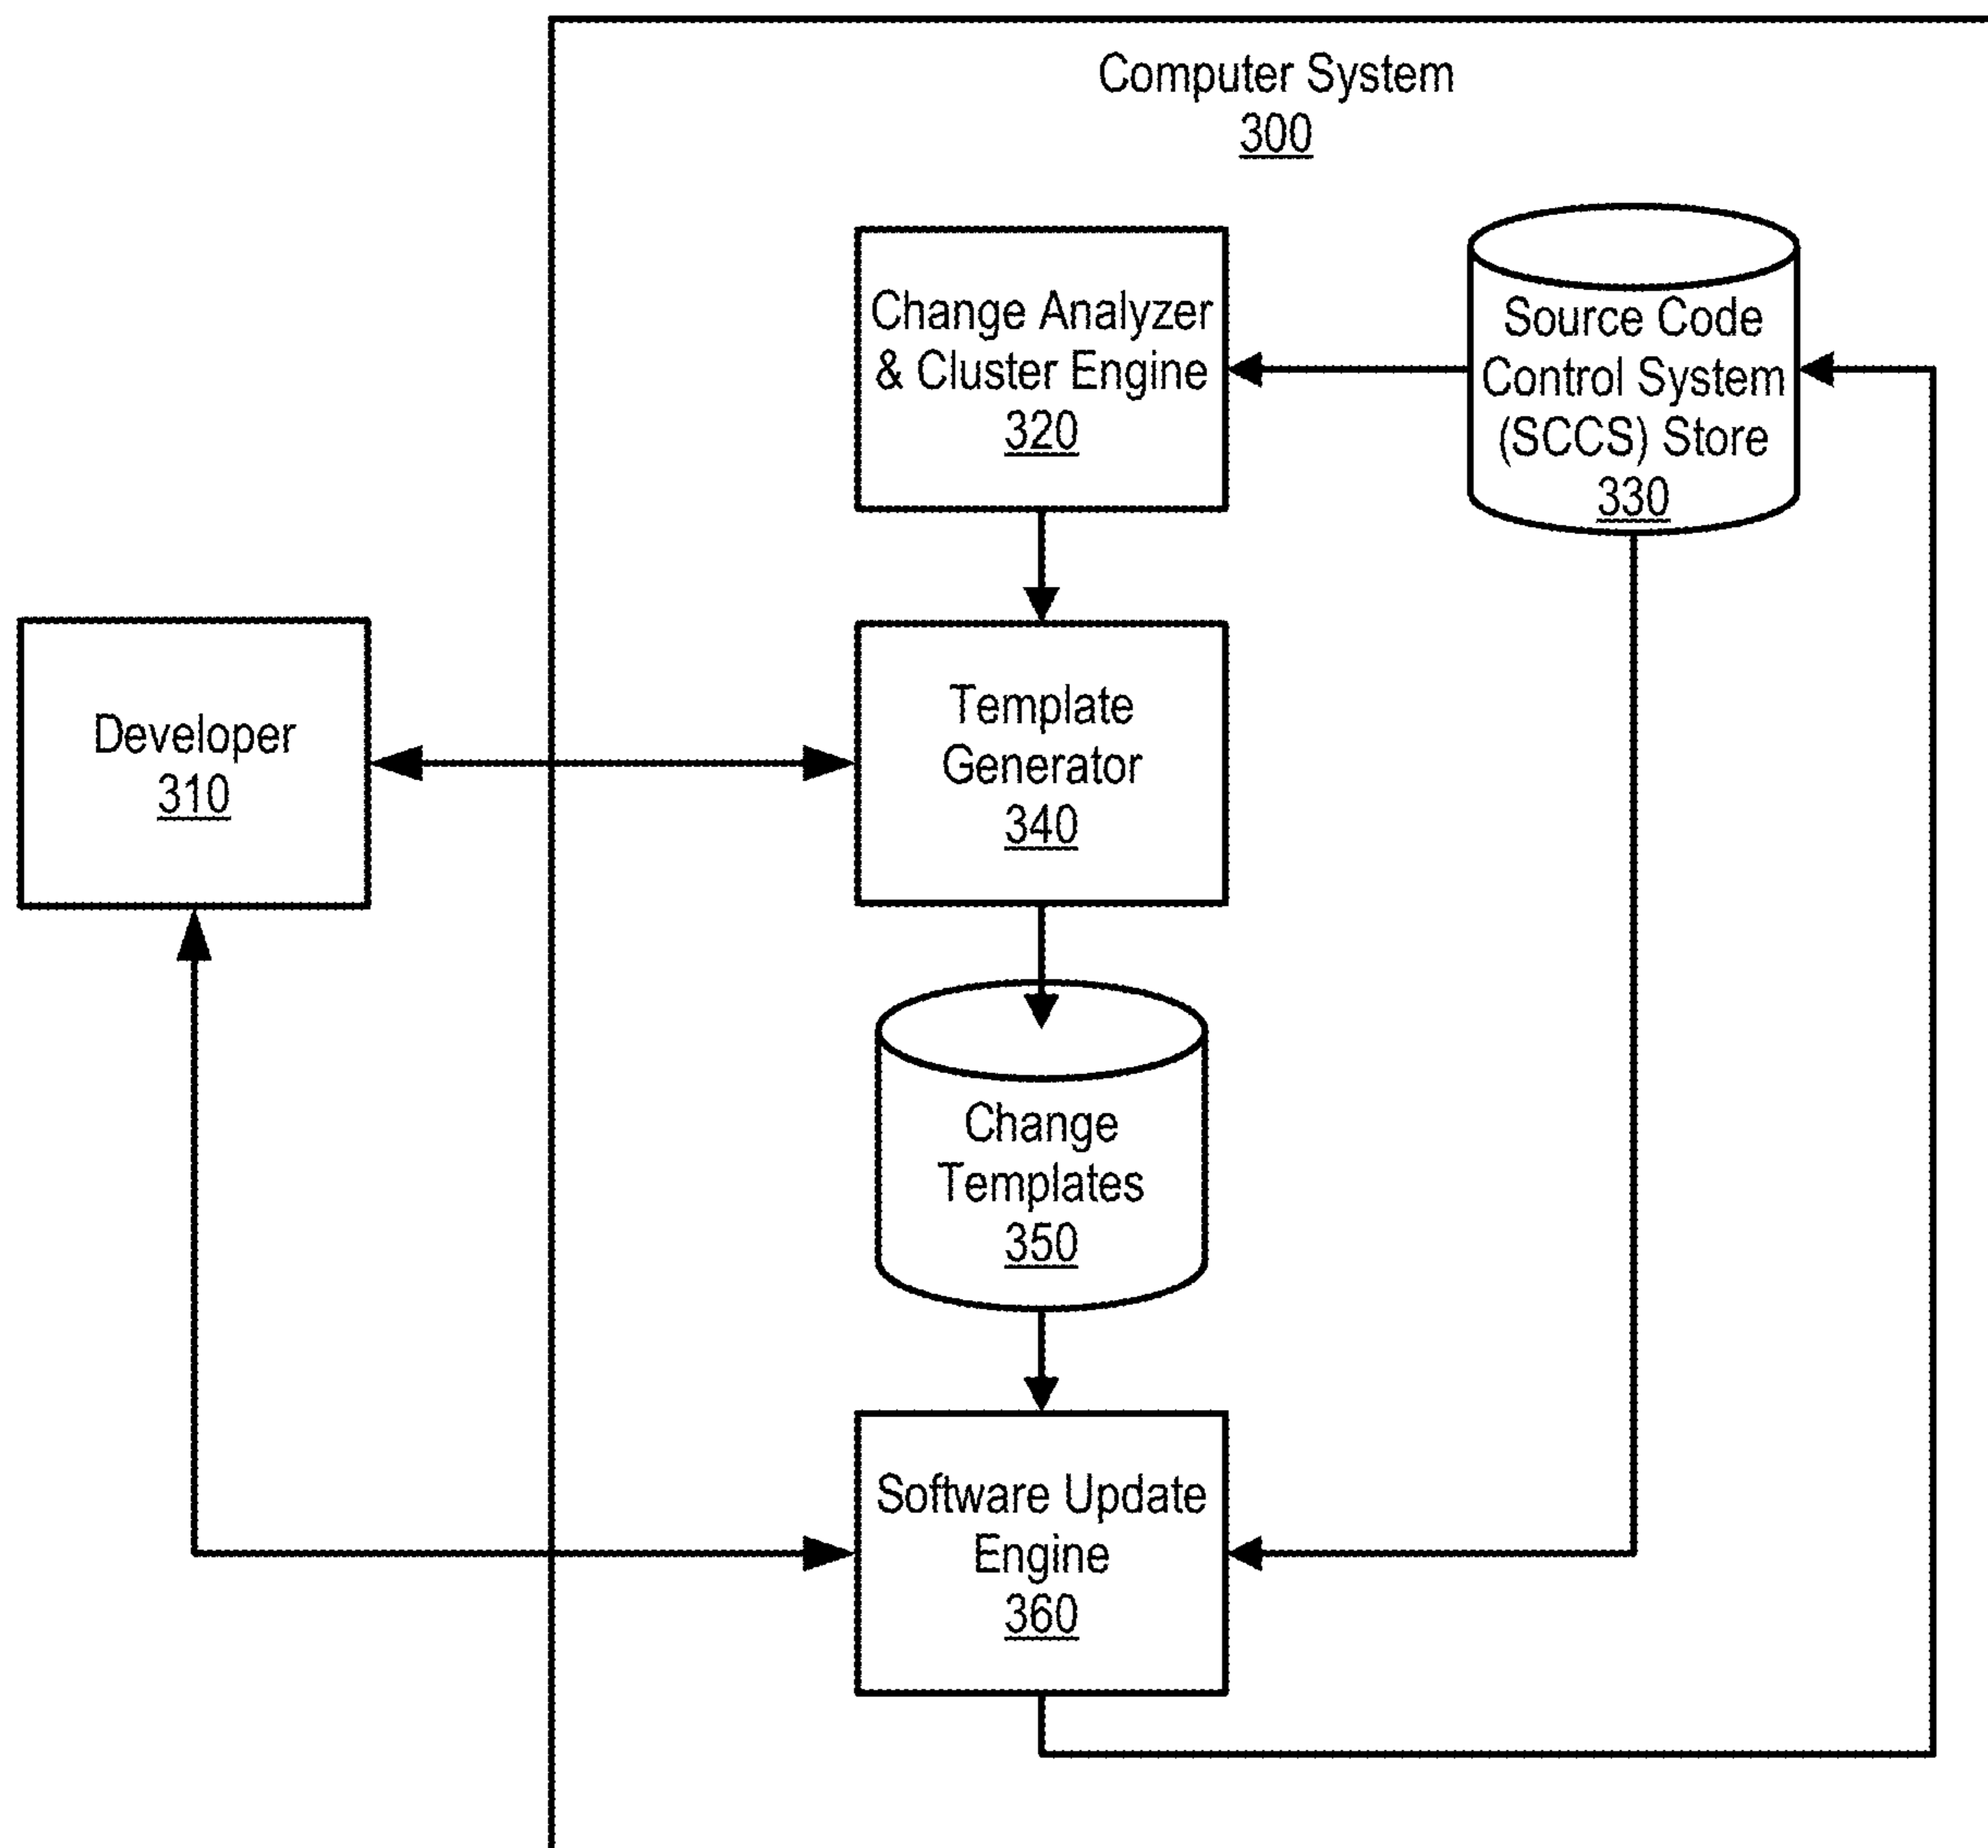 Computer System
300
Change Analyzer
& Cluster Engine
320
Source Code
Control System
(SCCS) Store
330
Developer
310
Template
Generator
340
Change
Templates
350
Software Update
Engine
360